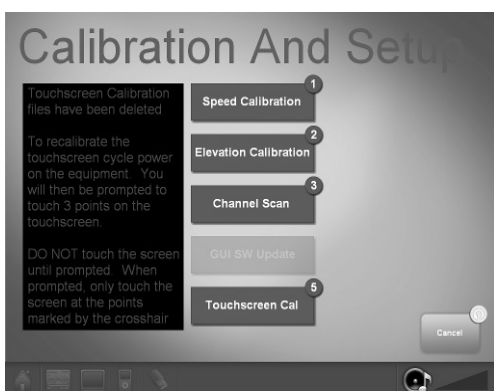 Calibration And Setup
Touchscreen Calibration
files have been deleted
To recalibrate the
touchscreen cycle power
on the equipment. You
will then be prompted to
touch 3 points on the
touchscreen.
DO NOT touch the screen
until prompted. When
prompted, only touch the
screen at the points
marked by the crosshair
1
Speed Calibration
2
Elevation Calibration
3
Channel Scan
GUI SW Update
5
Touchscreen Cal
Cancel